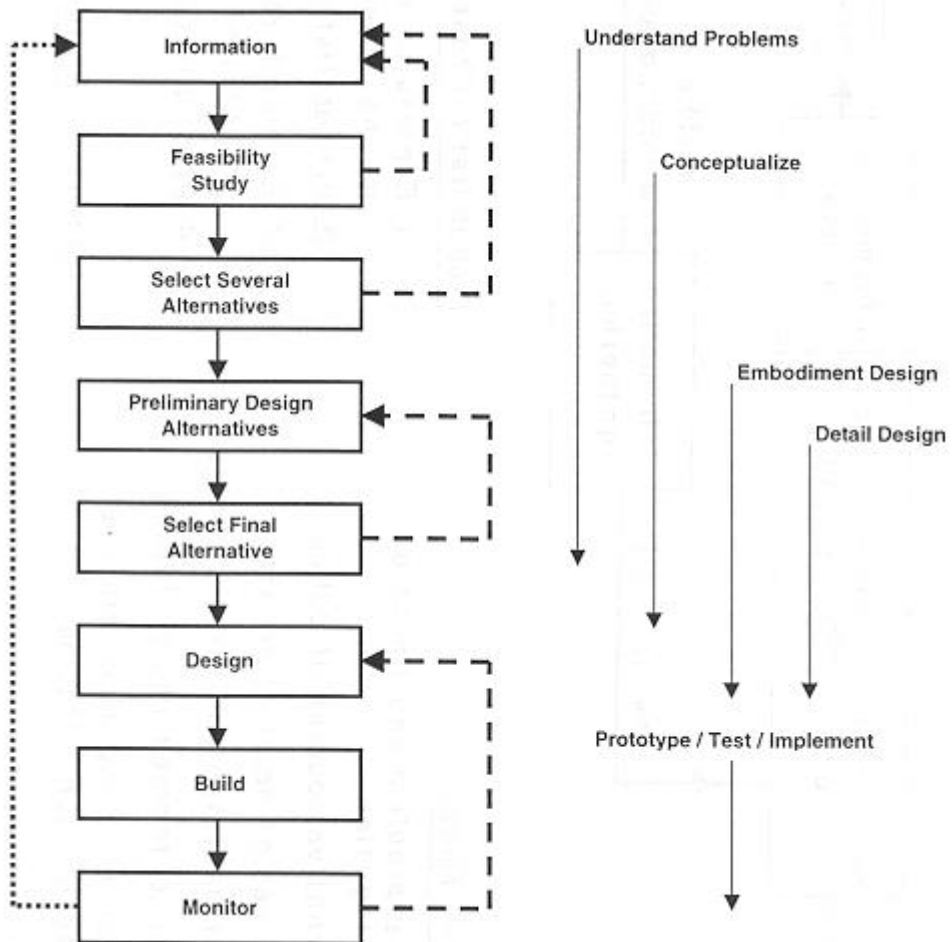 Information
Feasibility
Study
Select Several
Alternatives
Preliminary Design
Alternatives
Select Final
Alternative
Design
Build
Monitor
Understand Problems
Conceptualize
Embodiment Design
Detail Design
Prototype / Test / Implement